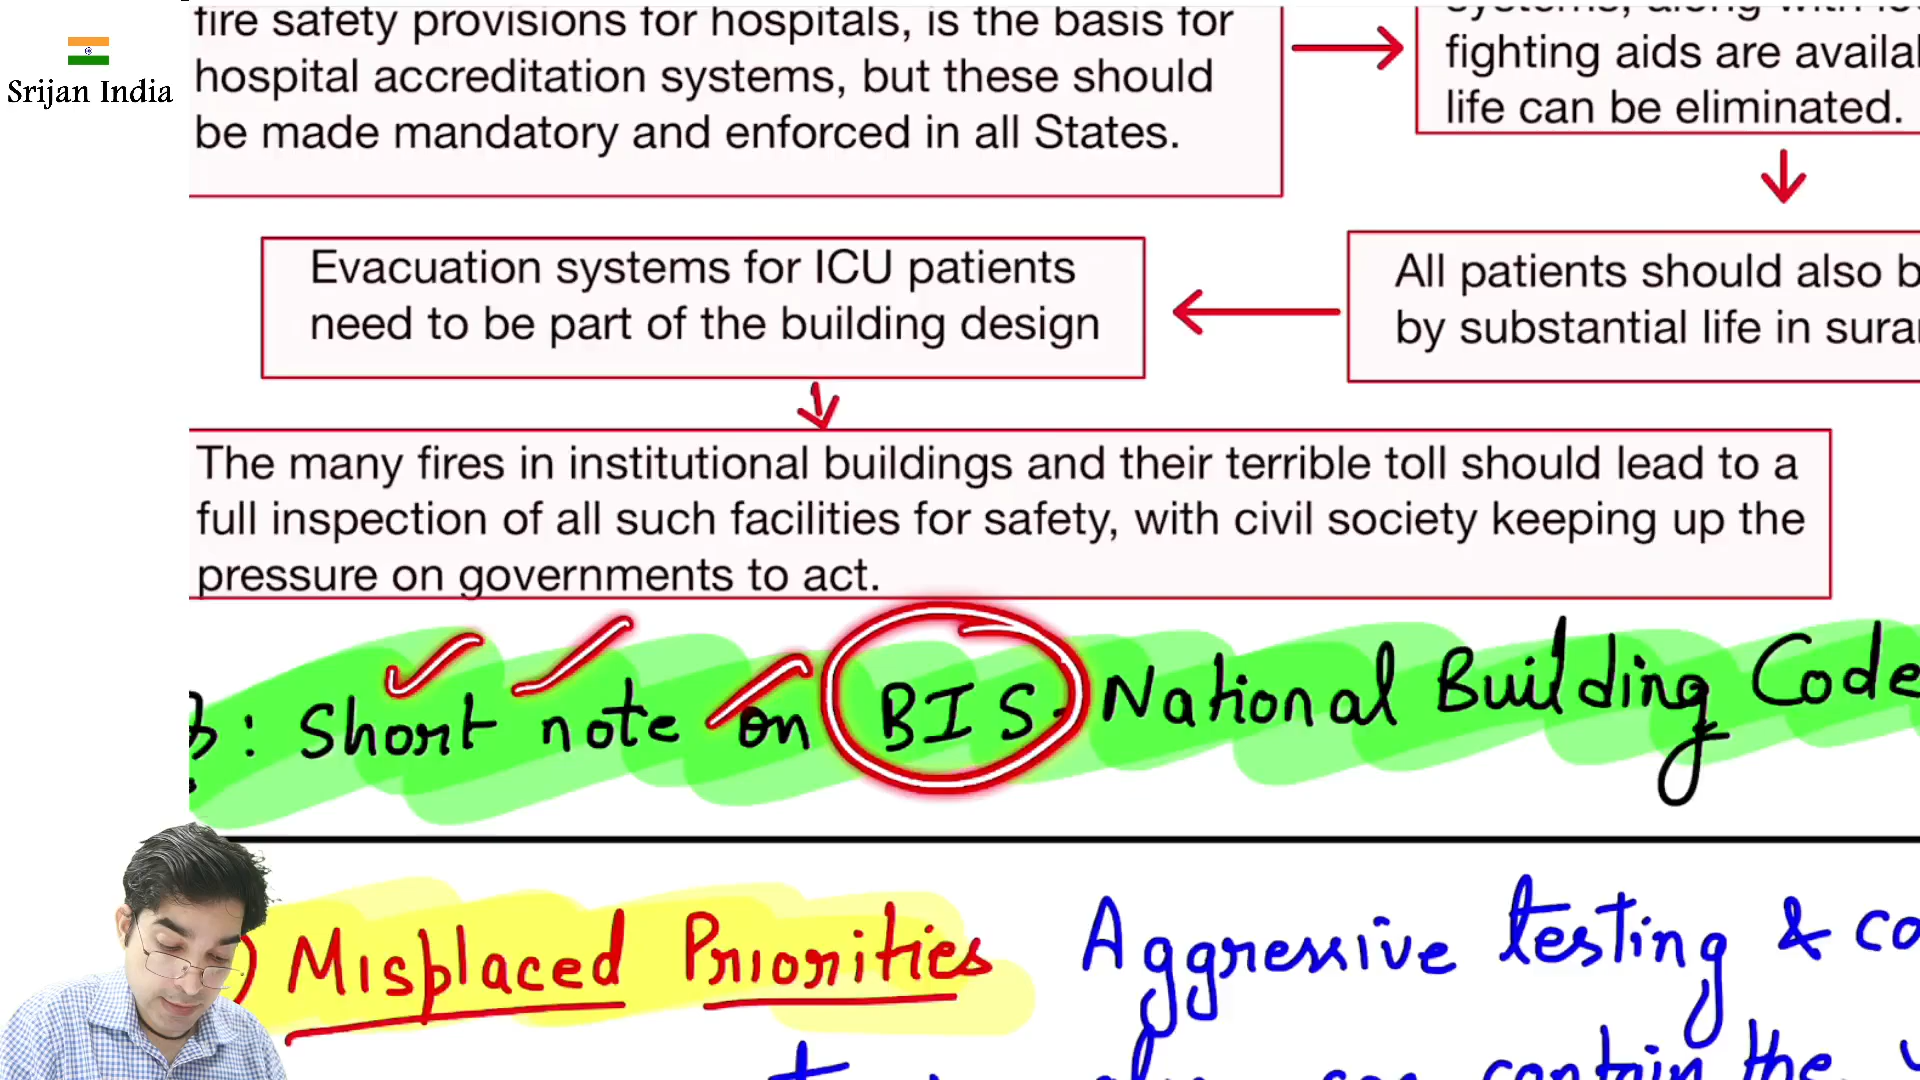 Srijan India
fire safety provisions for hospitals, is the basis for
hospital accreditation systems, but these should
be made mandatory and enforced in all States.
systems, along with
fighting aids are
life can be eliminated.
Evacuation systems for ICU patients
need to be part of the building design
All patients should also
by substantial life in
The many fires in institutional buildings and their terrible toll should lead to a
full inspection of all such facilities for safety, with civil society keeping up the
pressure on governments to act.
: Short note on BIS- National Building Code
) Misplaced Priorities Aggressive testing &
contain the